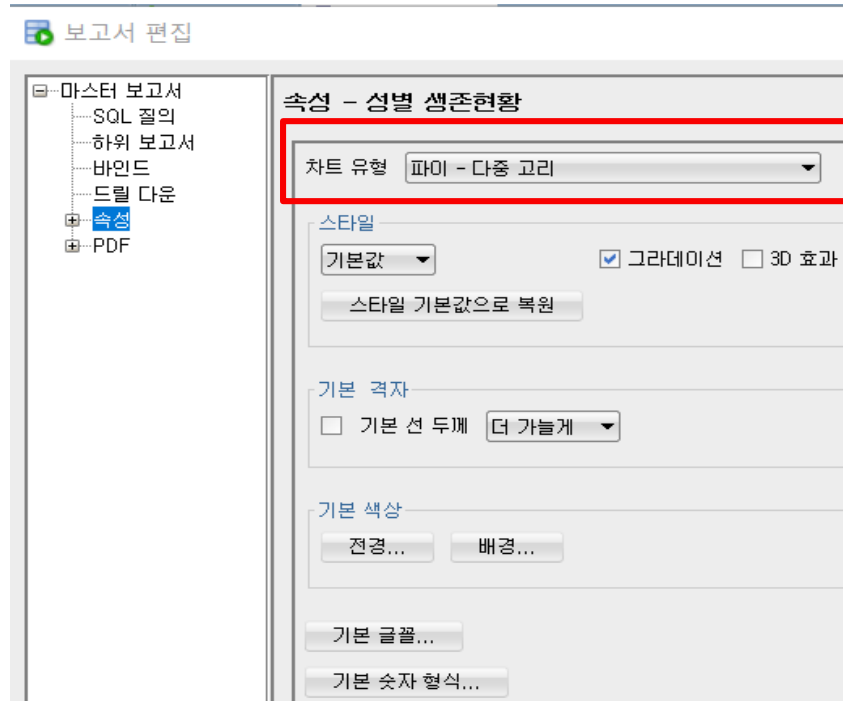 보고서 편집
마스터 보고서
SQL 질의
하위 보고서
바인드
드릴 다운
속성
PDF
속성 - 성별 생존현황
차트 유형 파이 - 다중 고리
스타일
기본값 그라데이션 3D 효과
스타일 기본값으로 복원
기본 격자
기본 선 두께 더 가늘게
기본 색상
전경... 배경...
기본 글꼴...
기본 숫자 형식...